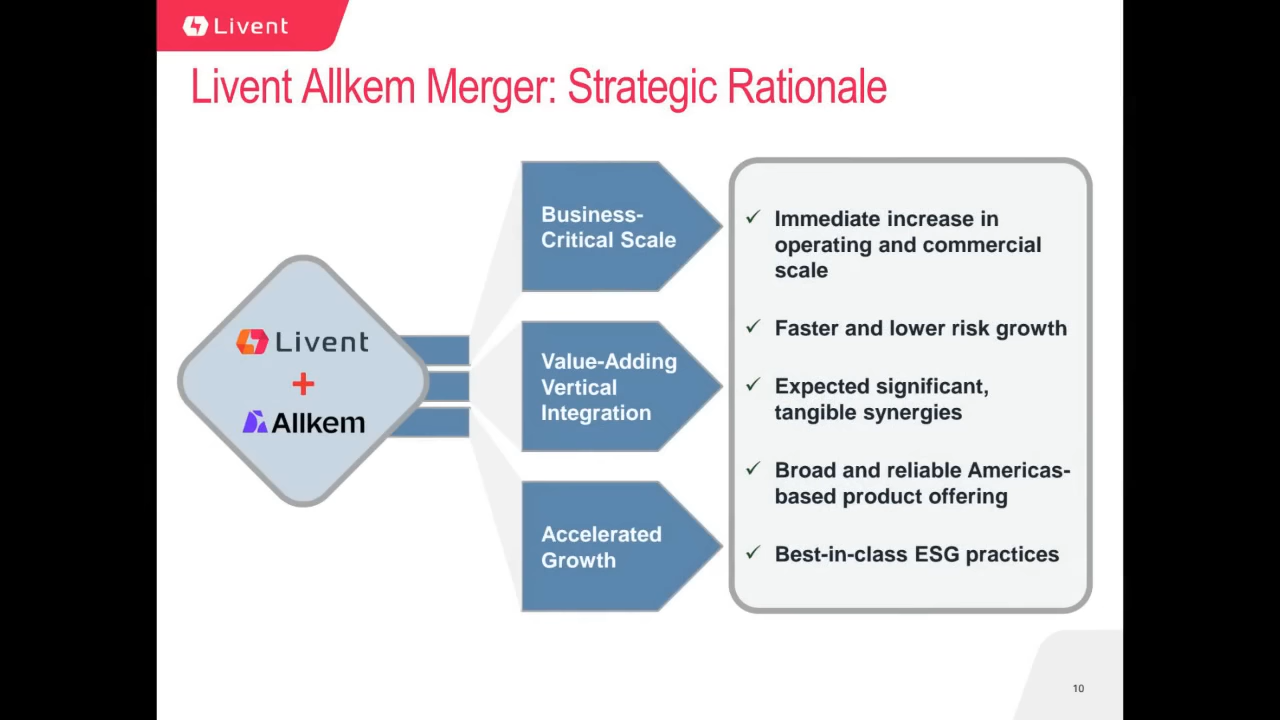 Livent
Livent Allkem Merger: Strategic Rationale
Livent
+
Allkem
Business-
Critical Scale
Value-Adding
Vertical
Integration
Accelerated
Growth
✓ Immediate increase in
operating and commercial
scale
✓ Faster and lower risk growth
✓ Expected significant,
tangible synergies
✓ Broad and reliable Americas-
based product offering
✓ Best-in-class ESG practices
10